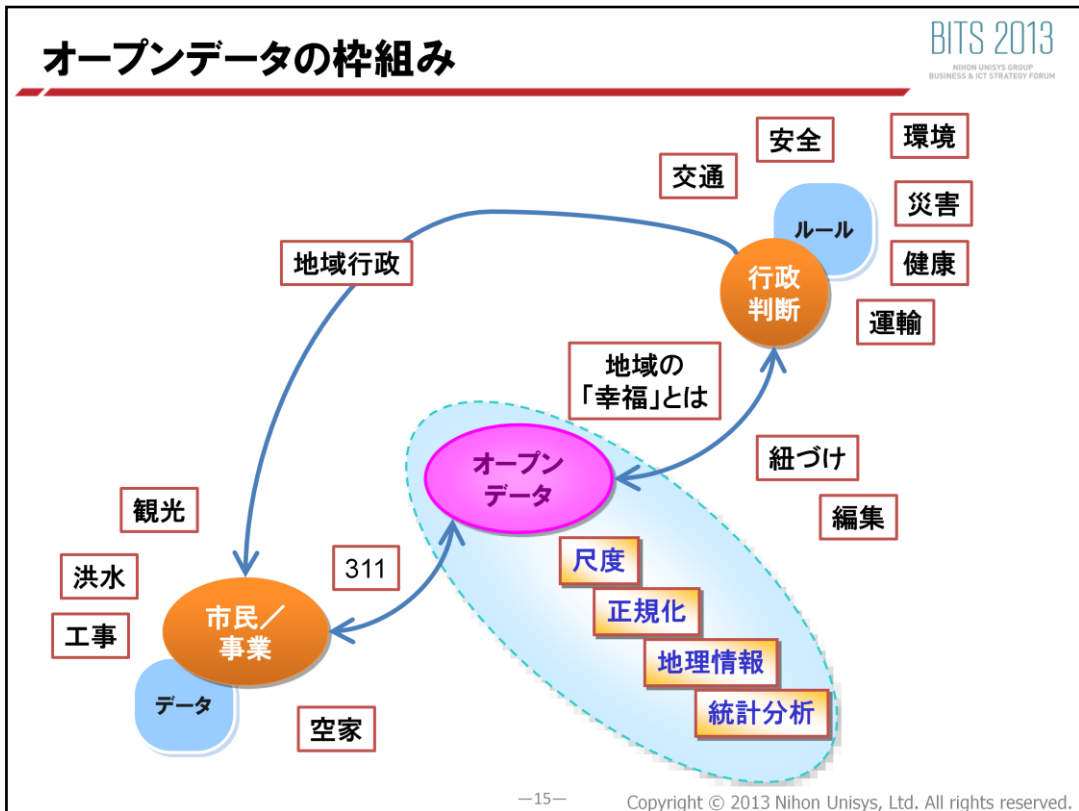 オープンデータの枠組み
BITS 2013
NIHON UNISYS GROUP
BUSINESS & ICT STRATEGY FORUM
安全
環境
交通
災害
ルール
地域行政
健康
行政
判断
運輸
地域の
「幸福」とは
オープン
データ
紐づけ
編集
観光
311
尺度
洪水
正規化
市民／
事業
工事
地理情報
データ
統計分析
空家
—15—
Copyright © 2013 Nihon Unisys, Ltd. All rights reserved.